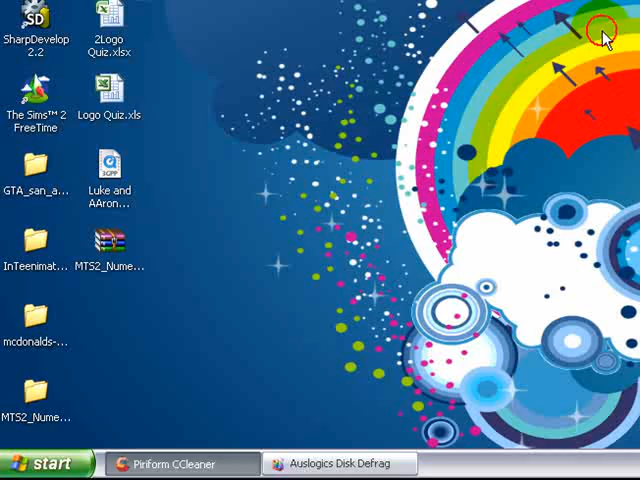 SD
SharpDevelop
2.2
2Logo
Quiz.xlsx
The Sims™ 2
FreeTime
Logo Quiz.xls
GTA_san_a...
3GPP
Luke and
AAron...
InTeenimat...
MTS2_Nume...
mcdonalds-...
MTS2_Nume...
start
Piriform CCleaner
Auslogics Disk Defrag